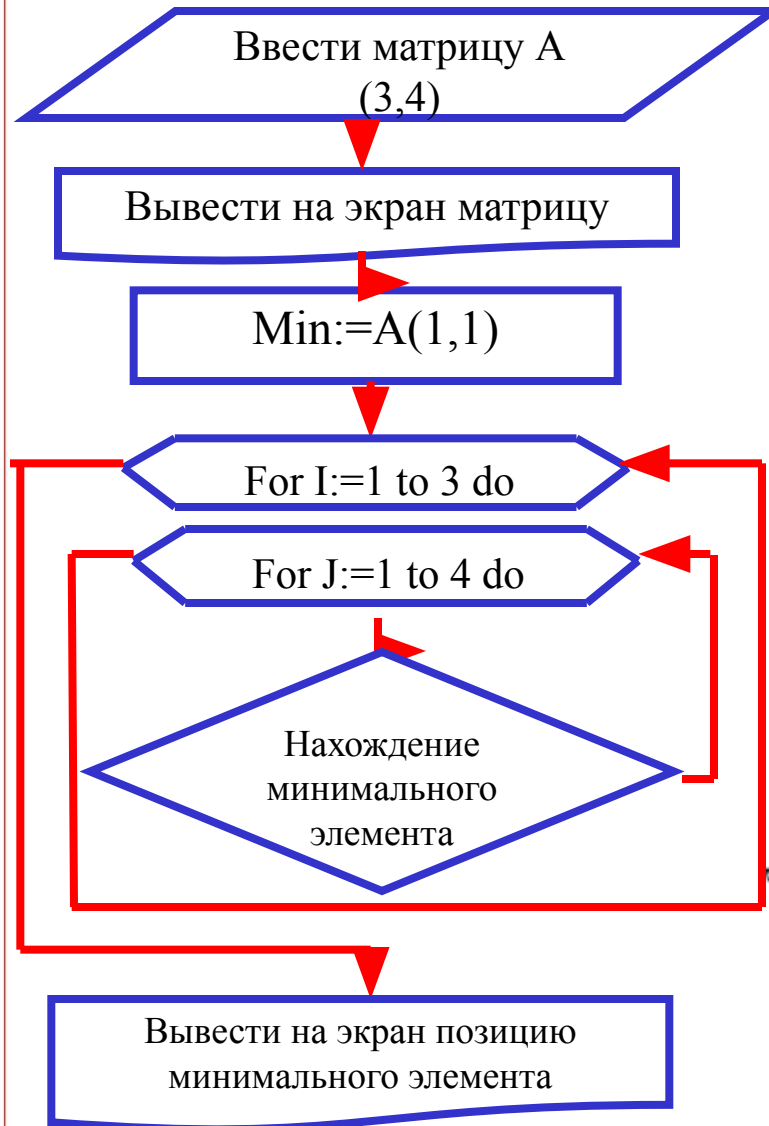 Ввести матрицу А
(3,4)
Вывести на экран матрицу
Min:=A(1,1)
For I:=1 to 3 do
For J:=1 to 4 do
Нахождение
минимального
элемента
Вывести на экран позицию
минимального элемента